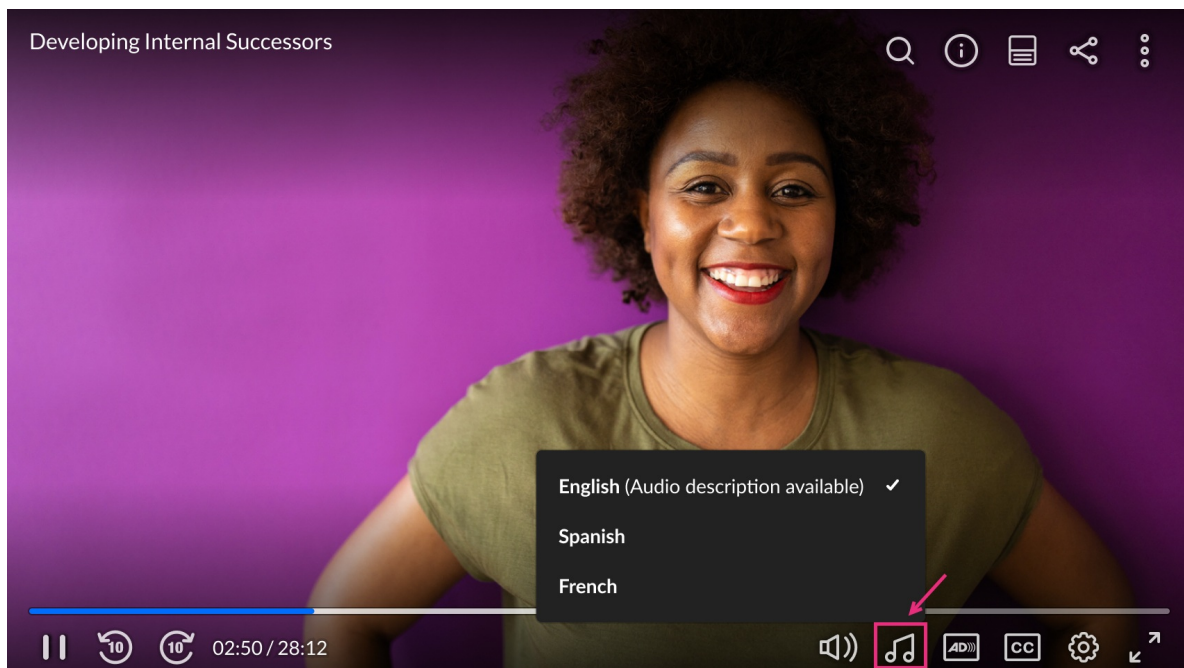 Developing Internal Successors
English (Audio description available)
Spanish
French
10 10 02:50 / 28:12 AD CC